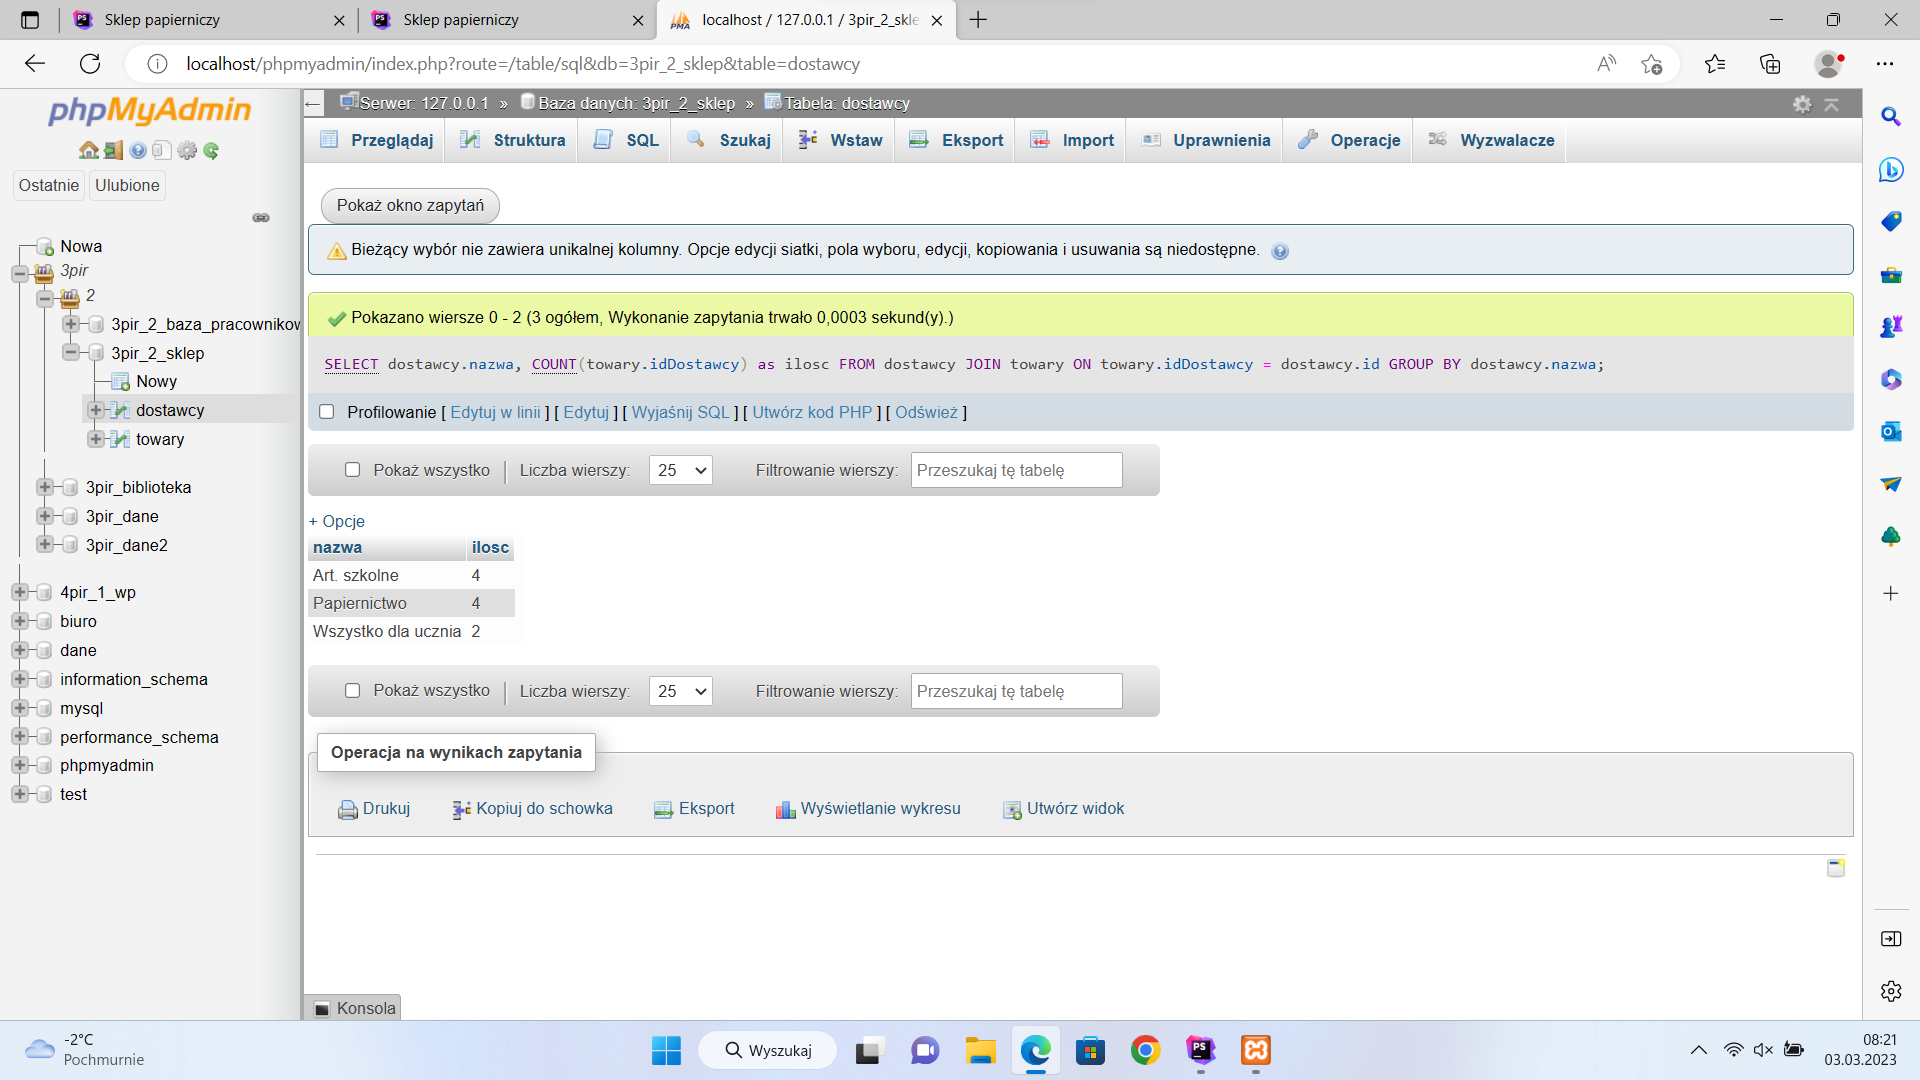 Sklep papierniczy
Sklep papierniczy
localhost / 127.0.0.1 / 3pir_2_skle
localhost/phpmyadmin/index.php?route=/table/sql&db=3pir_2_sklep&table=dostawcy
phpMyAdmin
Ostatnie
Ulubione
Nowa
3pir
2
3pir_2_baza_pracownikow
3pir_2_sklep
Nowy
dostawcy
towary
3pir_biblioteka
3pir_dane
3pir_dane2
4pir_1_wp
biuro
dane
information_schema
mysql
performance_schema
phpmyadmin
test
Serwer: 127.0.0.1 » Baza danych: 3pir_2_sklep » Tabela: dostawcy
Przeglądaj Struktura SQL Szukaj Wstaw Eksport Import Uprawnienia Operacje Wyzwalacze
Pokaż okno zapytań
Bieżący wybór nie zawiera unikalnej kolumny. Opcje edycji siatki, pola wyboru, edycji, kopiowania i usuwania są niedostępne.
Pokazano wiersze 0 - 2 (3 ogółem, Wykonanie zapytania trwało 0,0003 sekund(y).)
SELECT dostawcy.nazwa, COUNT(towary.idDostawcy) as ilosc FROM dostawcy JOIN towary ON towary.idDostawcy = dostawcy.id GROUP BY dostawcy.nazwa;
Profilowanie [ Edytuj w linii ] [ Edytuj ] [ Wyjaśnij SQL ] [ Utwórz kod PHP ] [ Odśwież ]
Pokaż wszystko | Liczba wierszy: 25 Filtrowanie wierszy: Przeszukaj tę tabelę
+ Opcje
nazwa ilosc
Art. szkolne 4
Papiernictwo 4
Wszystko dla ucznia 2
Pokaż wszystko | Liczba wierszy: 25 Filtrowanie wierszy: Przeszukaj tę tabelę
Operacja na wynikach zapytania
Drukuj Kopiuj do schowka Eksport Wyświetlanie wykresu Utwórz widok
Konsola
-2°C
Pochmurnie
Wyszukaj
08:21
03.03.2023